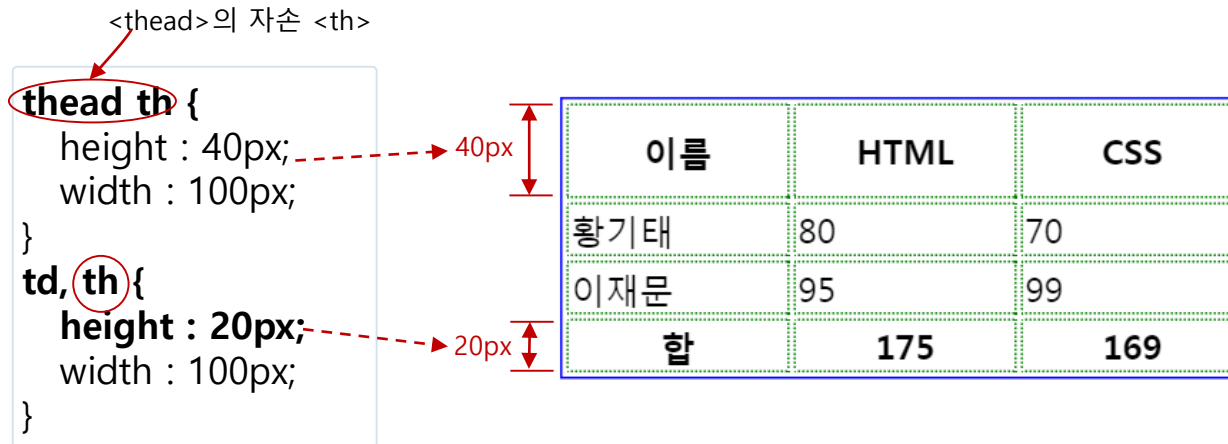 <thead>의 자손 <th>
thead th {
height : 40px;
width : 100px;
}
td, th {
height : 20px;
width : 100px;
}
40px
20px
이름 HTML CSS
황기태 80 70
이재문 95 99
합 175 169